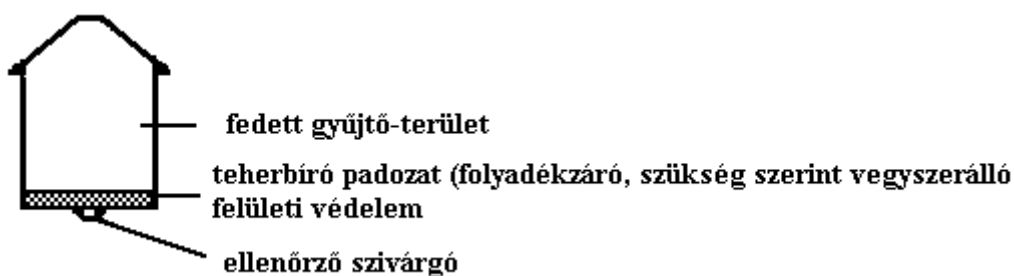 fedett gyűjtő-terület
teherbíró padozat (folyadékzáró, szükség szerint vegyszerálló
felületi védelem
ellenőrző szivárgó